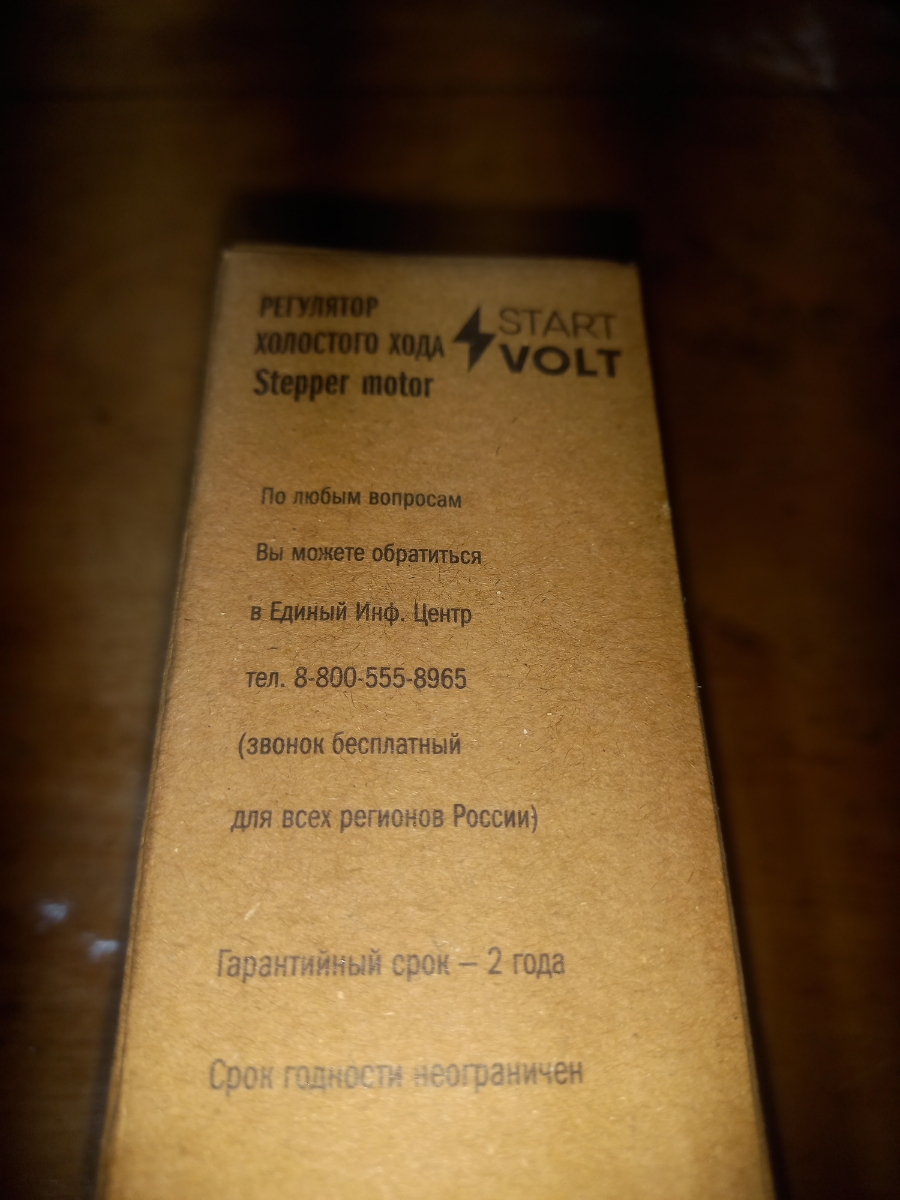 РЕГУЛЯТОР
ХОЛОСТОГО ХОДА
Stepper motor
START
VOLT
По любым вопросам
Вы можете обратиться
в Единый Инф. Центр
тел. 8-800-555-8965
(звонок бесплатный
для всех регионов России)
Гарантийный срок – 2 года
Срок годности неограничен